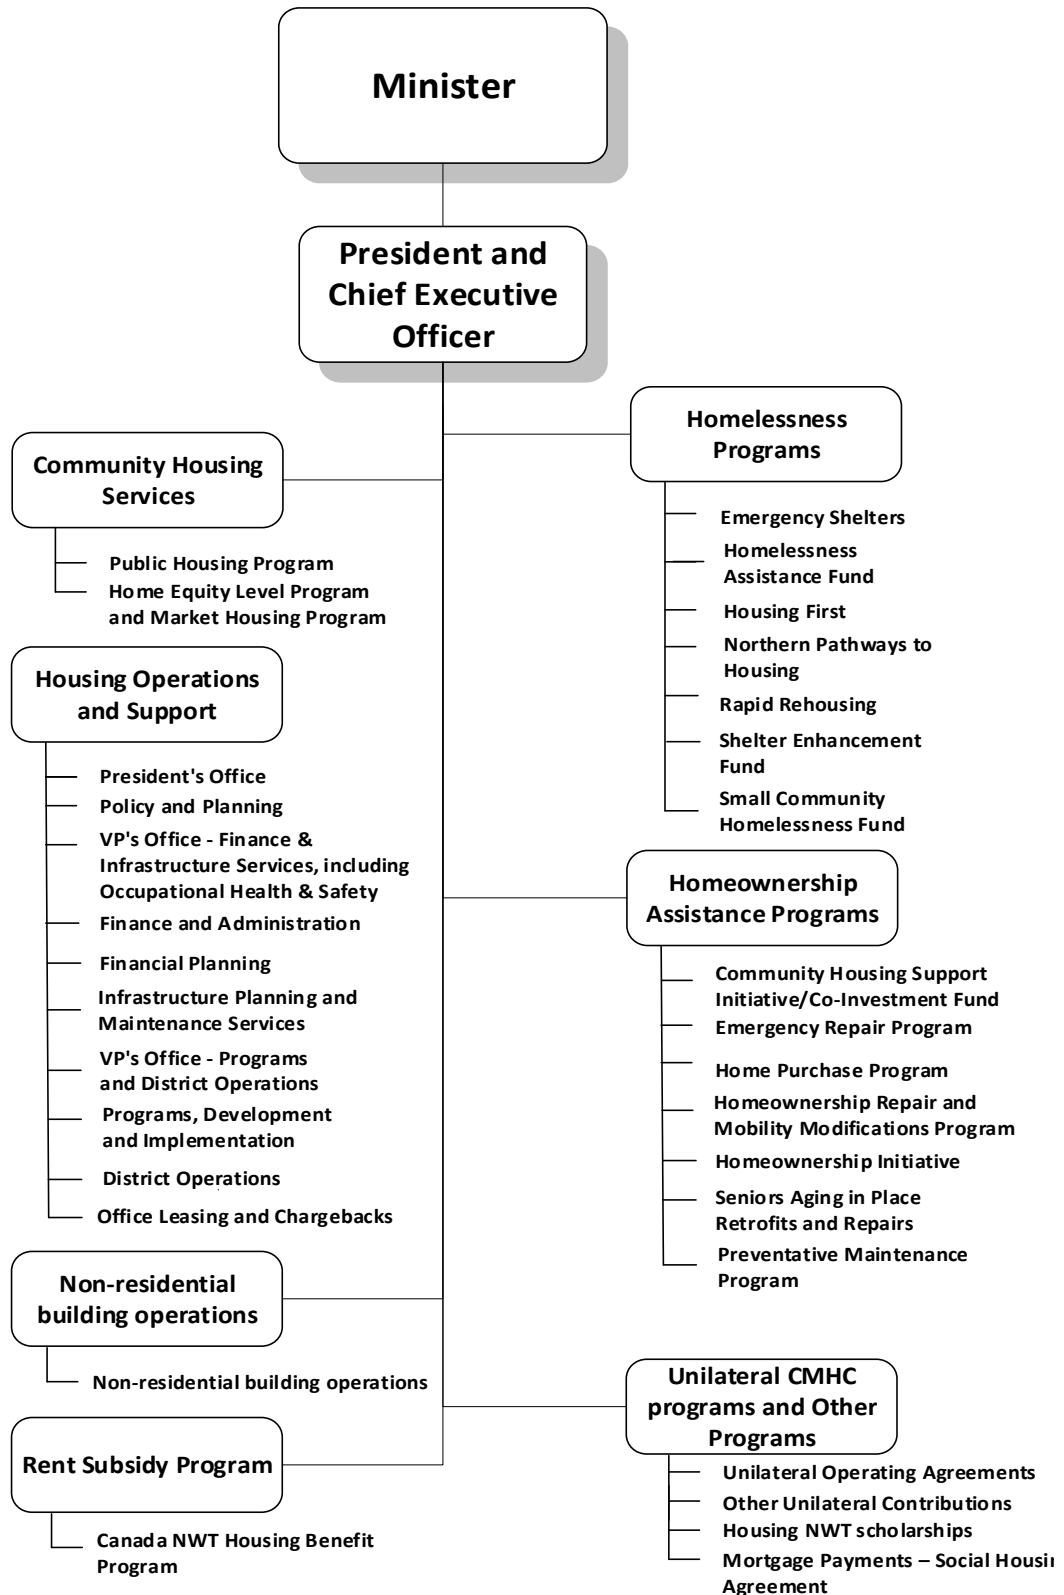 Minister
President and
Chief Executive
Officer
Community Housing
Services
Public Housing Program
Home Equity Level Program
and Market Housing Program
Housing Operations
and Support
President's Office
Policy and Planning
VP's Office - Finance &
Infrastructure Services, including
Occupational Health & Safety
Finance and Administration
Financial Planning
Infrastructure Planning and
Maintenance Services
VP's Office - Programs
and District Operations
Programs, Development
and Implementation
District Operations
Office Leasing and Chargebacks
Non-residential
building operations
Non-residential building operations
Rent Subsidy Program
Canada NWT Housing Benefit
Program
Homelessness
Programs
Emergency Shelters
Homelessness
Assistance Fund
Housing First
Northern Pathways to
Housing
Rapid Rehousing
Shelter Enhancement
Fund
Small Community
Homelessness Fund
Homeownership
Assistance Programs
Community Housing Support
Initiative/Co-Investment Fund
Emergency Repair Program
Home Purchase Program
Homeownership Repair and
Mobility Modifications Program
Homeownership Initiative
Seniors Aging in Place
Retrofits and Repairs
Preventative Maintenance
Program
Unilateral CMHC
programs and Other
Programs
Unilateral Operating Agreements
Other Unilateral Contributions
Housing NWT scholarships
Mortgage Payments – Social Housin
Agreement